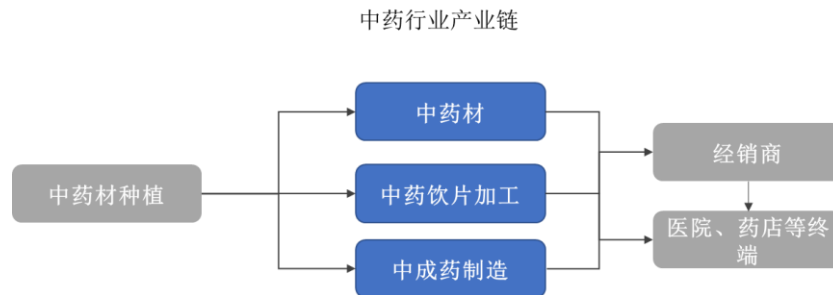 中药行业产业链
中药材
经销商
中药材种植
中药饮片加工
医院、药店等终
端
中成药制造